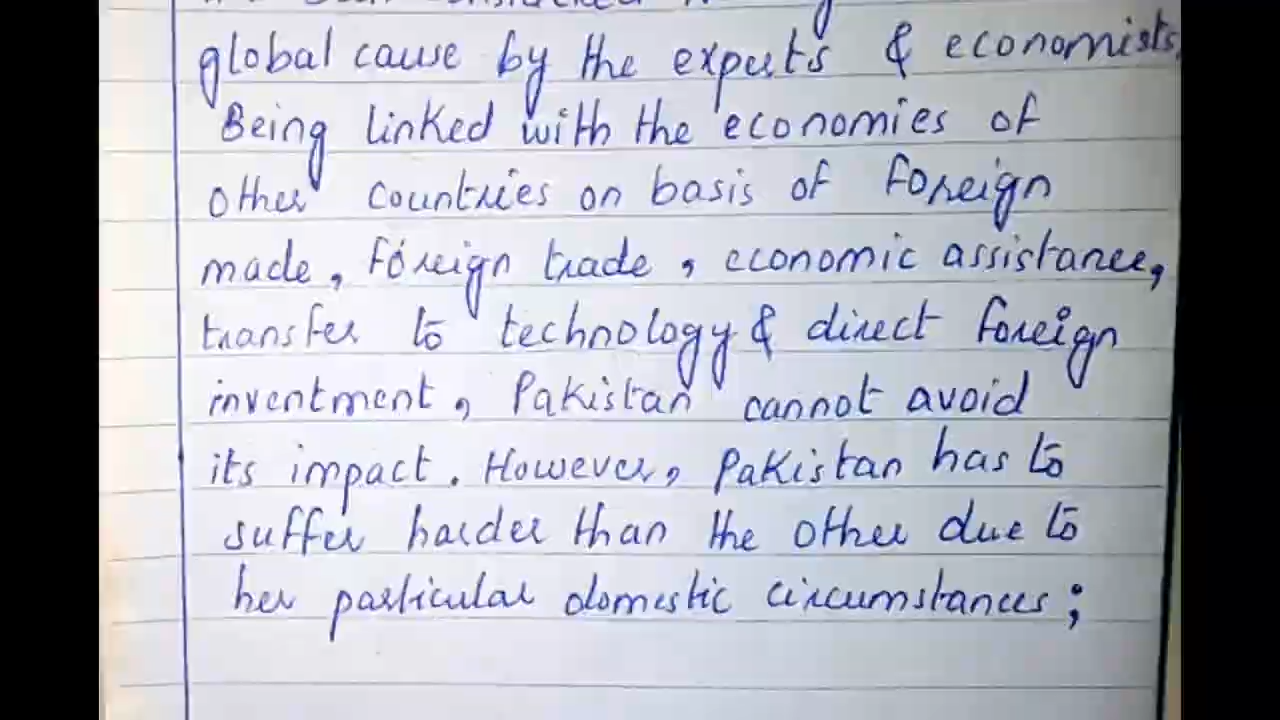 global cause by the experts & economists.
Being linked with the economies of
other countries on basis of foreign
made, foreign trade, economic assistance,
transfer to technology & direct foreign
inventment, Pakistan cannot avoid
its impact. However, Pakistan has to
suffer harder than the other due to
her particular domestic circumstances;